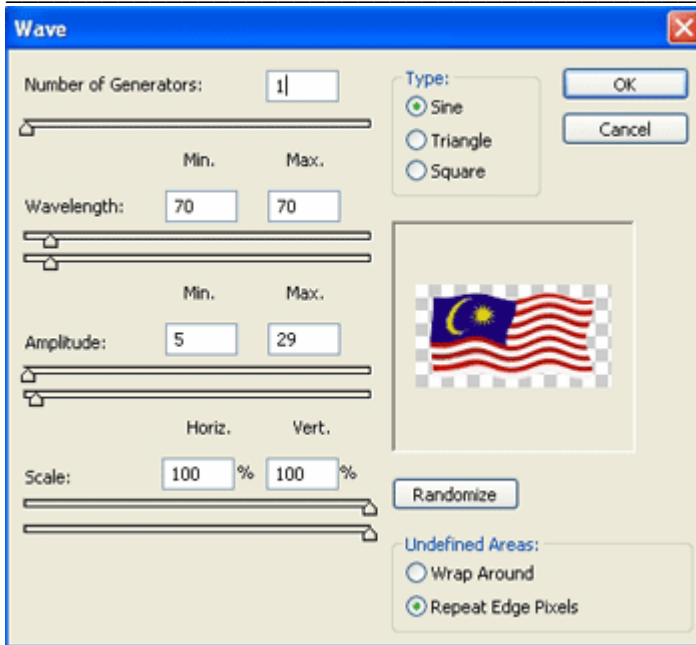 Wave
Number of Generators: 1
Min. Max.
Wavelength: 70 70
Min. Max.
Amplitude: 5 29
Horiz. Vert.
Scale: 100 % 100 %
Type:
Sine
Triangle
Square
OK
Cancel
Randomize
Undefined Areas:
Wrap Around
Repeat Edge Pixels